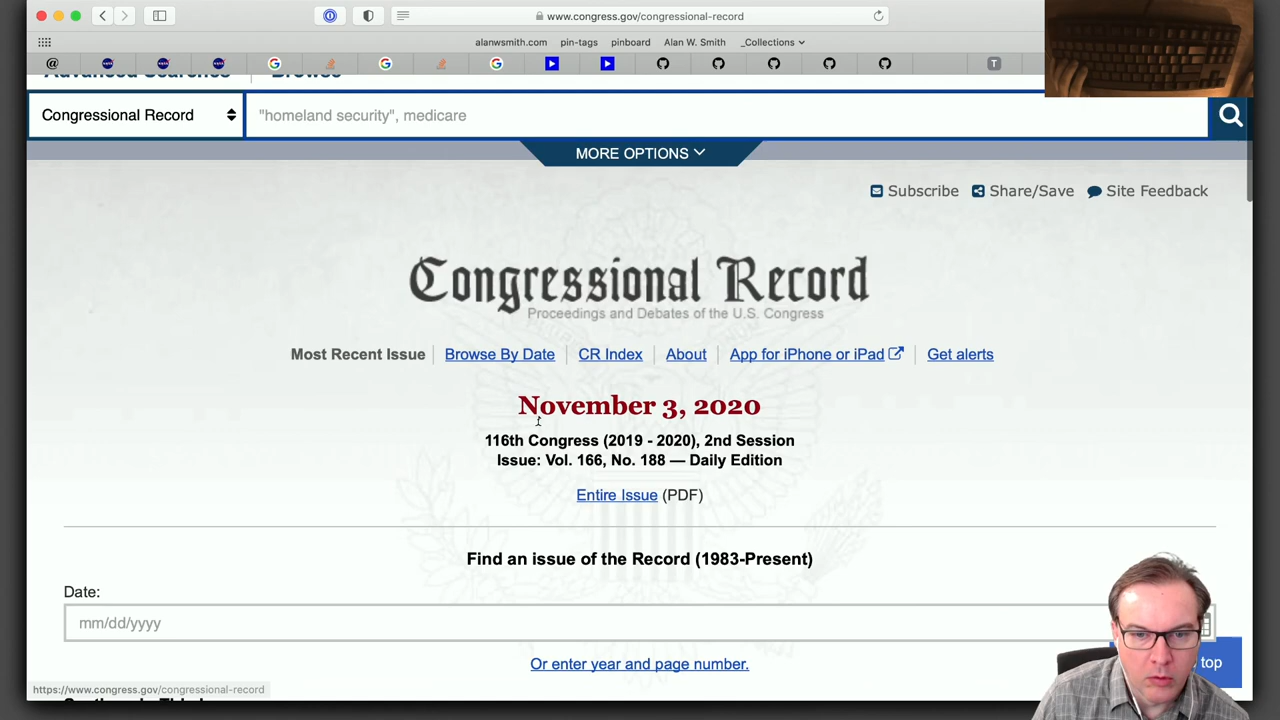 www.congress.gov/congressional-record
alanwsmith.com pin-tags pinboard Alan W. Smith _Collections
Advanced Searches Browse
Congressional Record "homeland security", medicare
MORE OPTIONS
Subscribe Share/Save Site Feedback
Congressional Record
Proceedings and Debates of the U.S. Congress
Most Recent Issue Browse By Date CR Index About App for iPhone or iPad Get alerts
November 3, 2020
116th Congress (2019 - 2020), 2nd Session
Issue: Vol. 166, No. 188 — Daily Edition
Entire Issue (PDF)
Find an issue of the Record (1983-Present)
Date:
mm/dd/yyyy
Or enter year and page number.
top
https://www.congress.gov/congressional-record